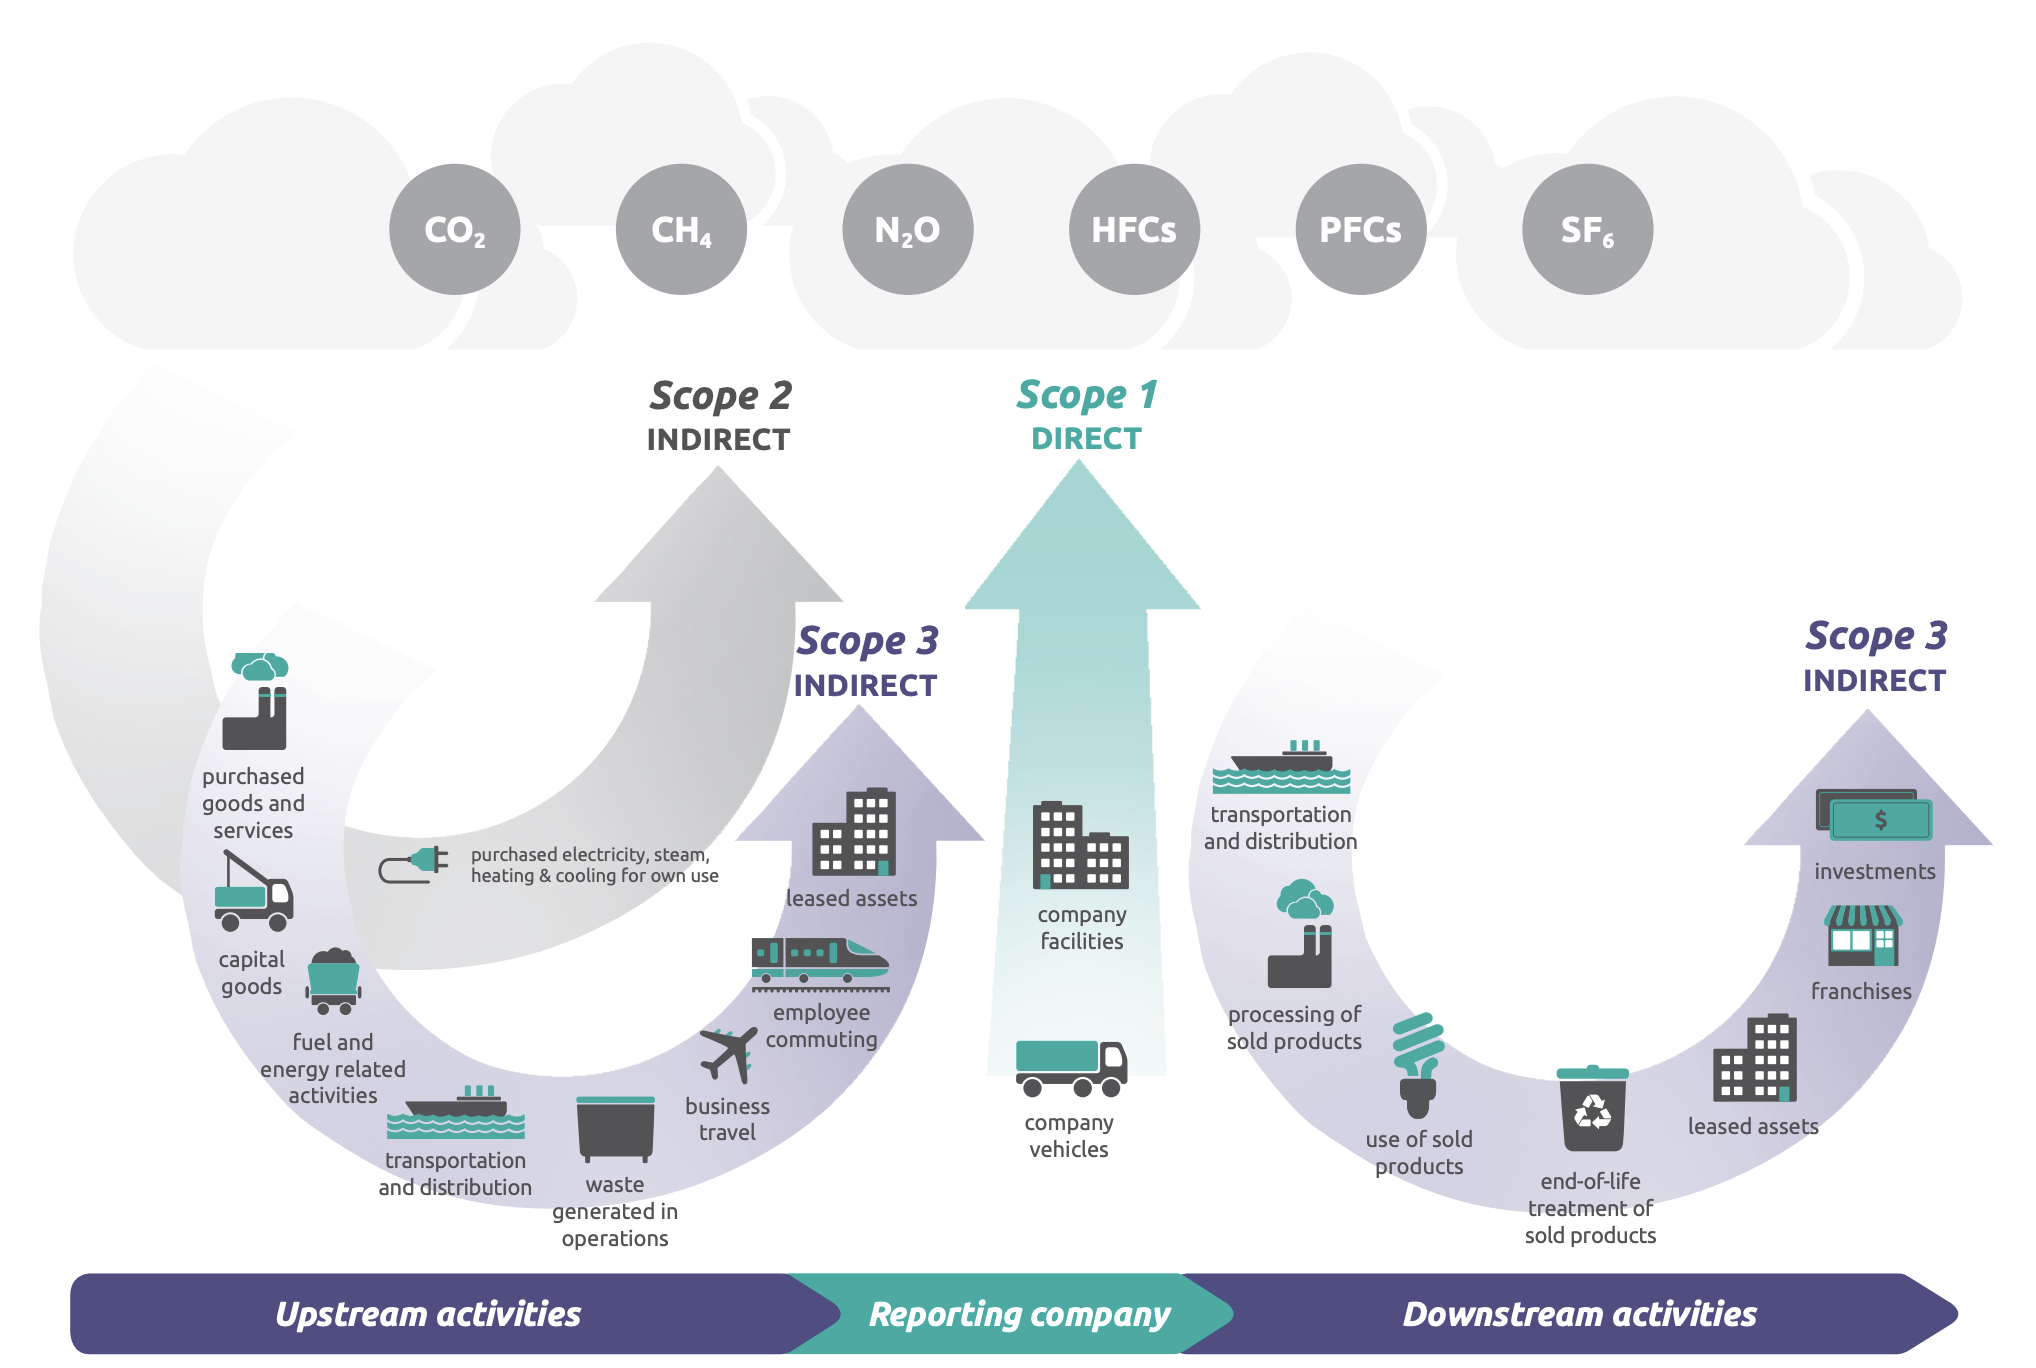 CO₂
CH₄
N₂O
HFCs
PFCs
SF₆
Scope 2
INDIRECT
Scope 1
DIRECT
Scope 3
INDIRECT
Scope 3
INDIRECT
purchased
goods and
services
capital
goods
fuel and
energy related
activities
transportation
and distribution
waste
generated in
operations
business
travel
employee
commuting
leased assets
purchased electricity, steam,
heating & cooling for own use
company
facilities
company
vehicles
transportation
and distribution
processing of
sold products
use of sold
products
end-of-life
treatment of
sold products
leased assets
franchises
investments
$
Upstream activities
Reporting company
Downstream activities